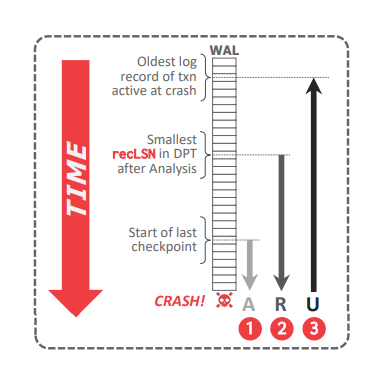 WAL
Oldest log
record of txn
active at crash
Smallest
recLSN in DPT
after Analysis
Start of last
checkpoint
TIME
CRASH!
A R U
1 2 3